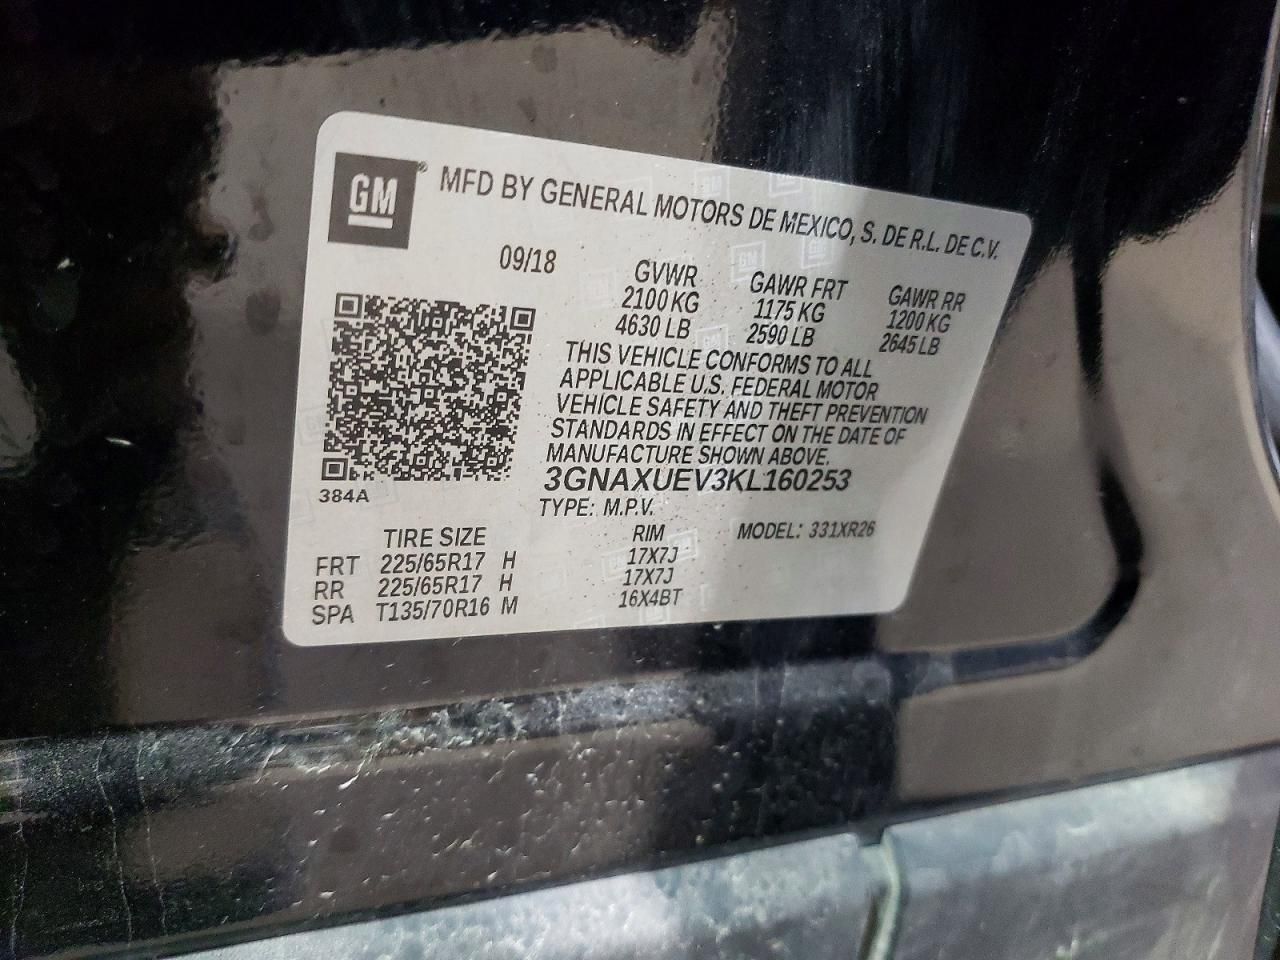 GM® MFD BY GENERAL MOTORS DE MEXICO, S. DE R.L. DE C.V.
09/18 GVWR GAWR FRT GAWR RR
2100 KG 1175 KG 1200 KG
4630 LB 2590 LB 2645 LB
THIS VEHICLE CONFORMS TO ALL
APPLICABLE U.S. FEDERAL MOTOR
VEHICLE SAFETY AND THEFT PREVENTION
STANDARDS IN EFFECT ON THE DATE OF
MANUFACTURE SHOWN ABOVE.
3GNAXUEV3KL160253
384A TYPE: M.P.V.
TIRE SIZE RIM MODEL: 331XR26
FRT 225/65R17 H 17X7J
RR 225/65R17 H 17X7J
SPA T135/70R16 M 16X4BT